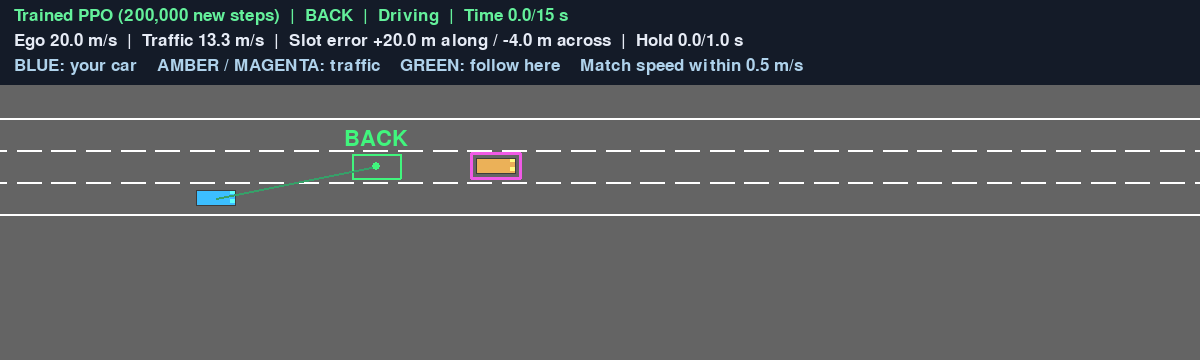 Trained PPO (200,000 new steps) | BACK | Driving | Time 0.0/15 s
Ego 20.0 m/s | Traffic 13.3 m/s | Slot error +20.0 m along / -4.0 m across | Hold 0.0/1.0 s
BLUE: your car AMBER / MAGENTA: traffic GREEN: follow here Match speed within 0.5 m/s
BACK